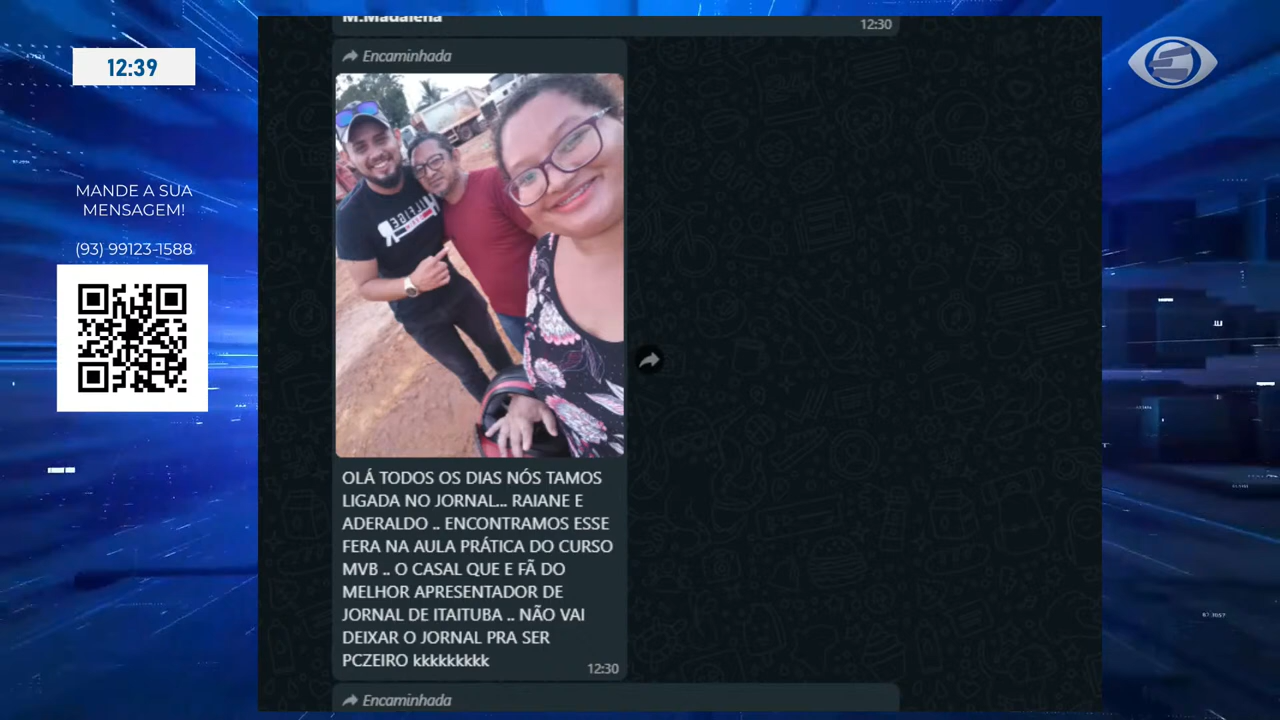 M.Madalena
12:30
12:39
Encaminhada
MANDE A SUA
MENSAGEM!
(93) 99123-1588
OLÁ TODOS OS DIAS NÓS TAMOS
LIGADA NO JORNAL... RAIANE E
ADERALDO .. ENCONTRAMOS ESSE
FERA NA AULA PRÁTICA DO CURSO
MVB .. O CASAL QUE E FÃ DO
MELHOR APRESENTADOR DE
JORNAL DE ITAITUBA .. NÃO VAI
DEIXAR O JORNAL PRA SER
PCZEIRO kkkkkkkkk
12:30
Encaminhada